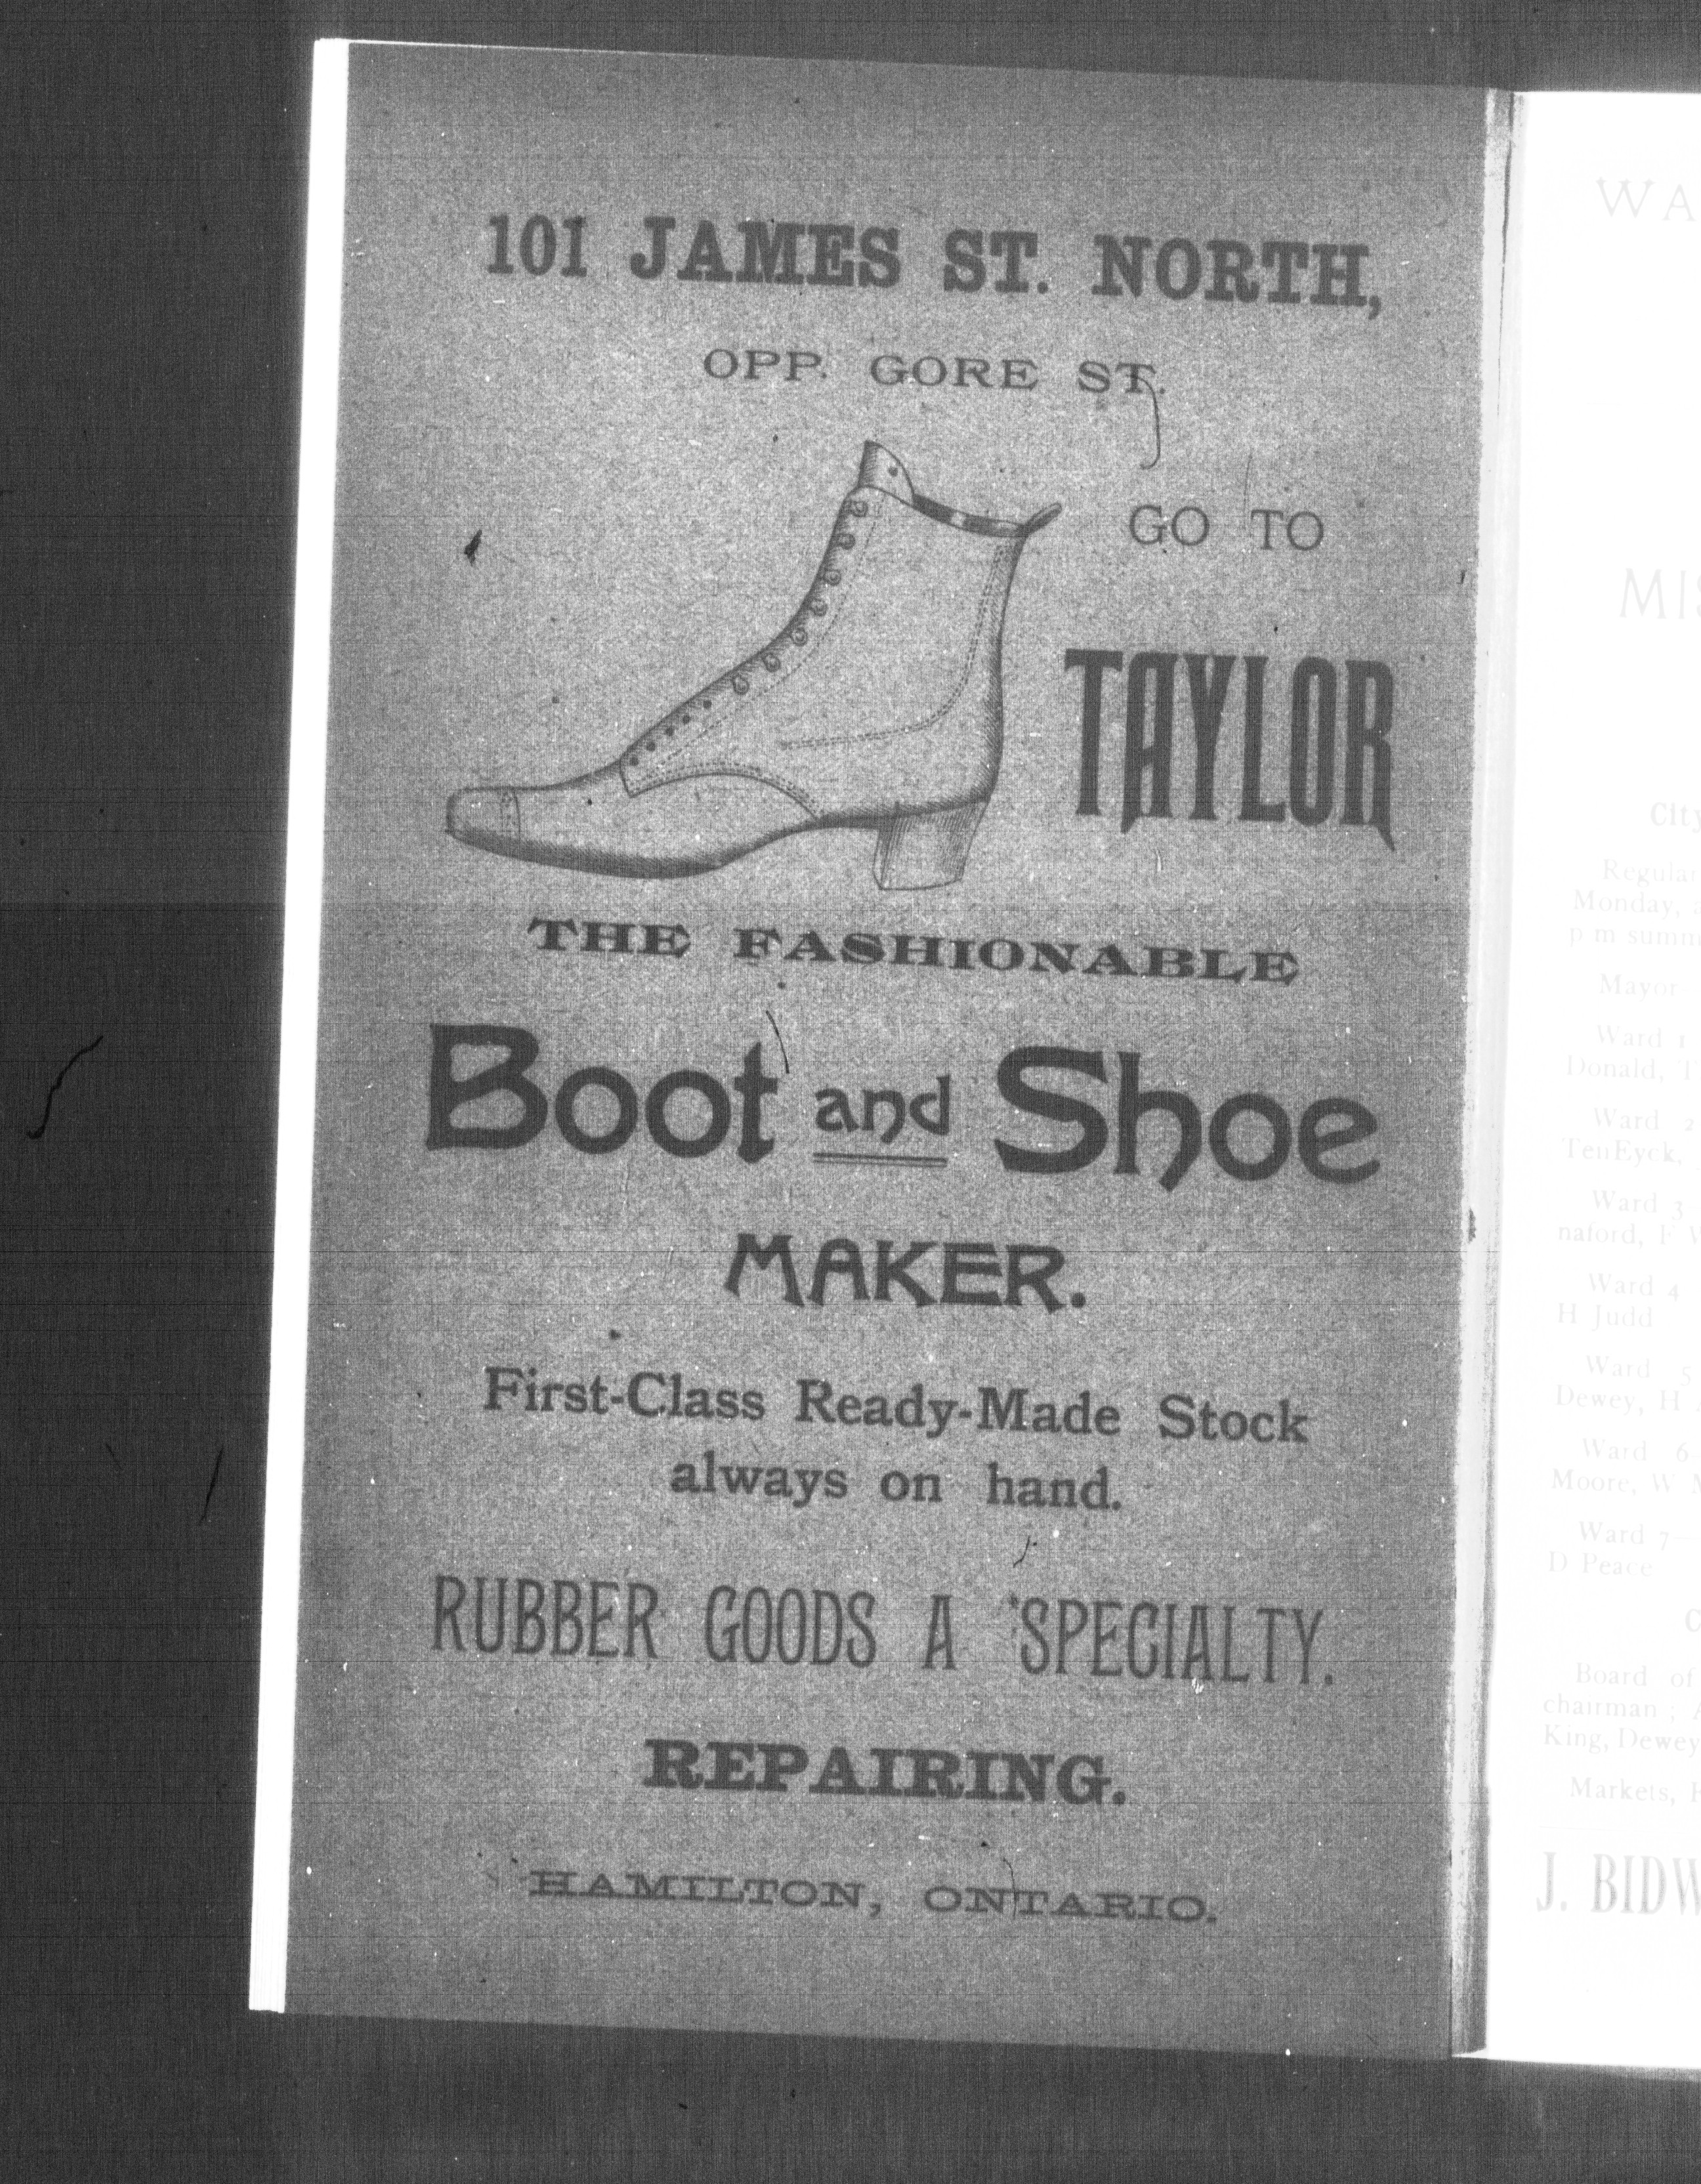 101 JAMES ST. NORTH,
OPP. GORE ST.
GO TO
TAYLOR
THE FASHIONABLE
Boot and Shoe
MAKER.
First-Class Ready-Made Stock
always on hand.
RUBBER GOODS A SPECIALTY.
REPAIRING.
HAMILTON, ONTARIO.
WA
MIS
City
Regular
Monday, a
p m summ
Mayor
Ward 1
Donald, T
Ward 2
TenEyck,
Ward 3
naford, F W
Ward 4
H Judd
Ward 5
Dewey, H
Ward 6—
Moore, W M
Ward 7—
D Peace
C
Board of
chairman ; A
King, Dewey
Markets,
J. BIDW